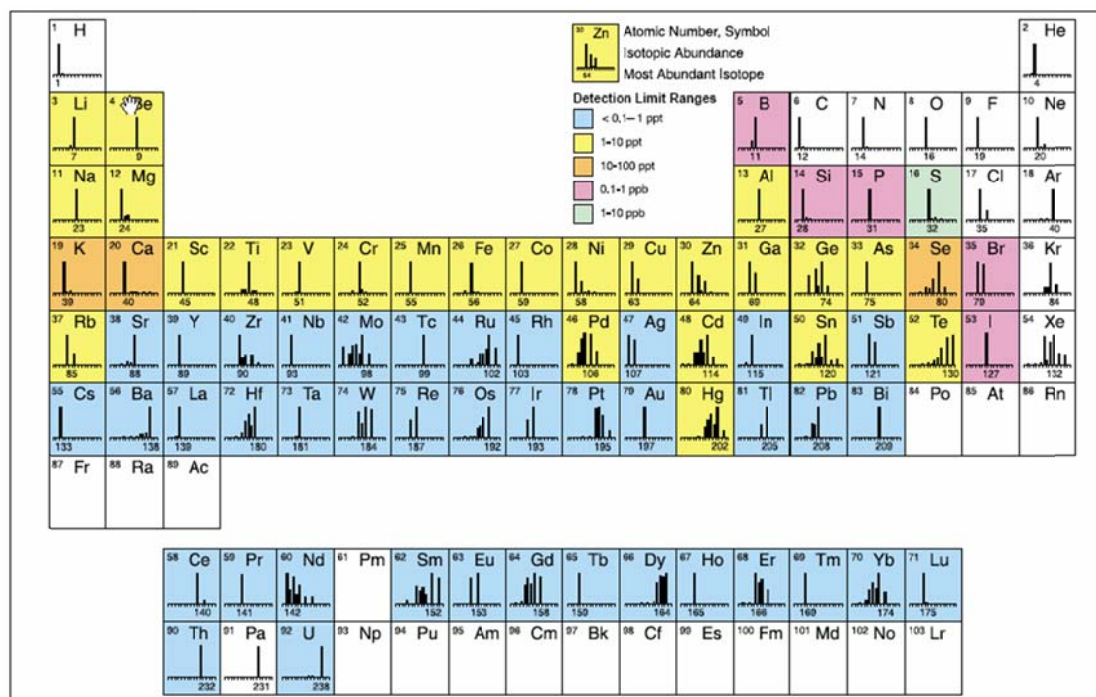 1 H
1
30 Zn Atomic Number, Symbol
Isotopic Abundance
64 Most Abundant Isotope
2 He
4
Detection Limit Ranges
< 0.1–1 ppt
1–10 ppt
10–100 ppt
0.1–1 ppb
1–10 ppb
3 Li 4 5 B 6 C 7 N 8 O 9 F 10 Ne
7 9 11 12 14 16 19 20
11 Na 12 Mg 13 Al 14 Si 15 P 16 S 17 Cl 18 Ar
23 24 27 28 31 32 35 40
19 K 20 Ca 21 Sc 22 Ti 23 V 24 Cr 25 Mn 26 Fe 27 Co 28 Ni 29 Cu 30 Zn 31 Ga 32 Ge 33 As 34 Se 35 Br 36 Kr
39 40 45 48 51 52 55 56 59 58 63 64 69 74 75 80 79 84
37 Rb 38 Sr 39 Y 40 Zr 41 Nb 42 Mo 43 Tc 44 Ru 45 Rh 46 Pd 47 Ag 48 Cd 49 In 50 Sn 51 Sb 52 Te 53 I 54 Xe
85 88 89 90 93 98 99 102 103 106 107 114 115 120 121 130 127 132
55 Cs 56 Ba 57 La 72 Hf 73 Ta 74 W 75 Re 76 Os 77 Ir 78 Pt 79 Au 80 Hg 81 Tl 82 Pb 83 Bi 84 Po 85 At 86 Rn
133 138 139 180 181 184 187 192 193 195 197 202 205 208 209
87 Fr 88 Ra 89 Ac
58 Ce 59 Pr 60 Nd 61 Pm 62 Sm 63 Eu 64 Gd 65 Tb 66 Dy 67 Ho 68 Er 69 Tm 70 Yb 71 Lu
140 141 142 152 153 158 159 164 165 166 169 174 175
90 Th 91 Pa 92 U 93 Np 94 Pu 95 Am 96 Cm 97 Bk 98 Cf 99 Es 100 Fm 101 Md 102 No 103 Lr
232 231 238